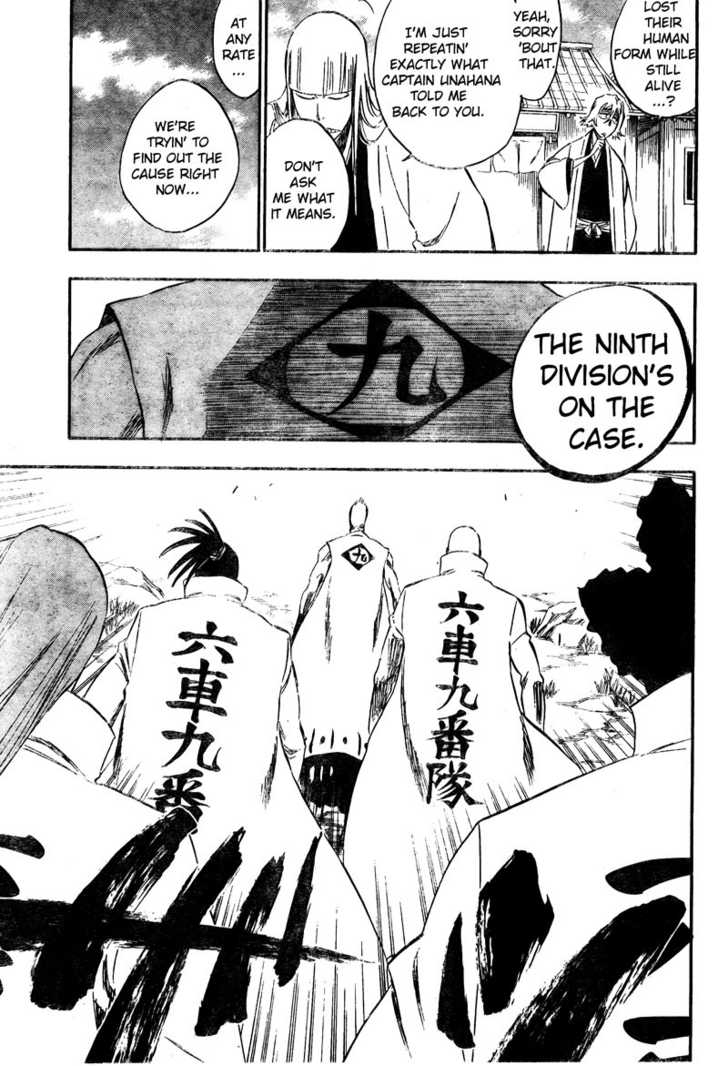 LOST
THEIR
HUMAN
FORM WHILE
STILL
ALIVE
...?
YEAH,
SORRY
'BOUT
THAT.
I'M JUST
REPEATIN'
EXACTLY WHAT
CAPTAIN UNAHANA
TOLD ME
BACK TO YOU.
DON'T
ASK
ME WHAT
IT MEANS.
AT
ANY
RATE
...
WE'RE
TRYIN' TO
FIND OUT THE
CAUSE RIGHT
NOW...
九
THE NINTH
DIVISION'S
ON THE
CASE.
九
六車九番隊
六車九番